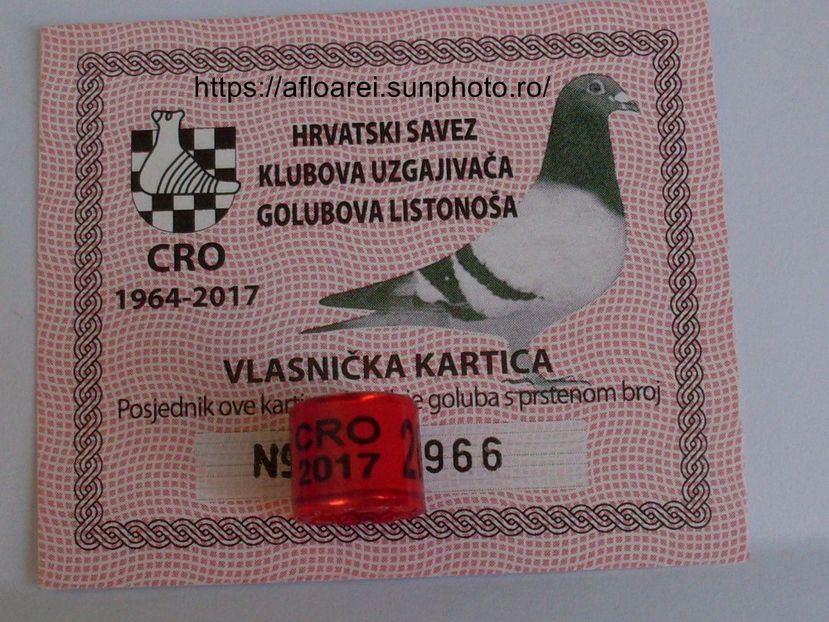 https://afloarei.sunphoto.ro/
HRVATSKI SAVEZ
KLUBOVA UZGAJIVAČA
GOLUBOVA LISTONOŠA
CRO
1964-2017
VLASNIČKA KARTICA
Posjednik ove goluba s prstenom broj
CRO
2017
966